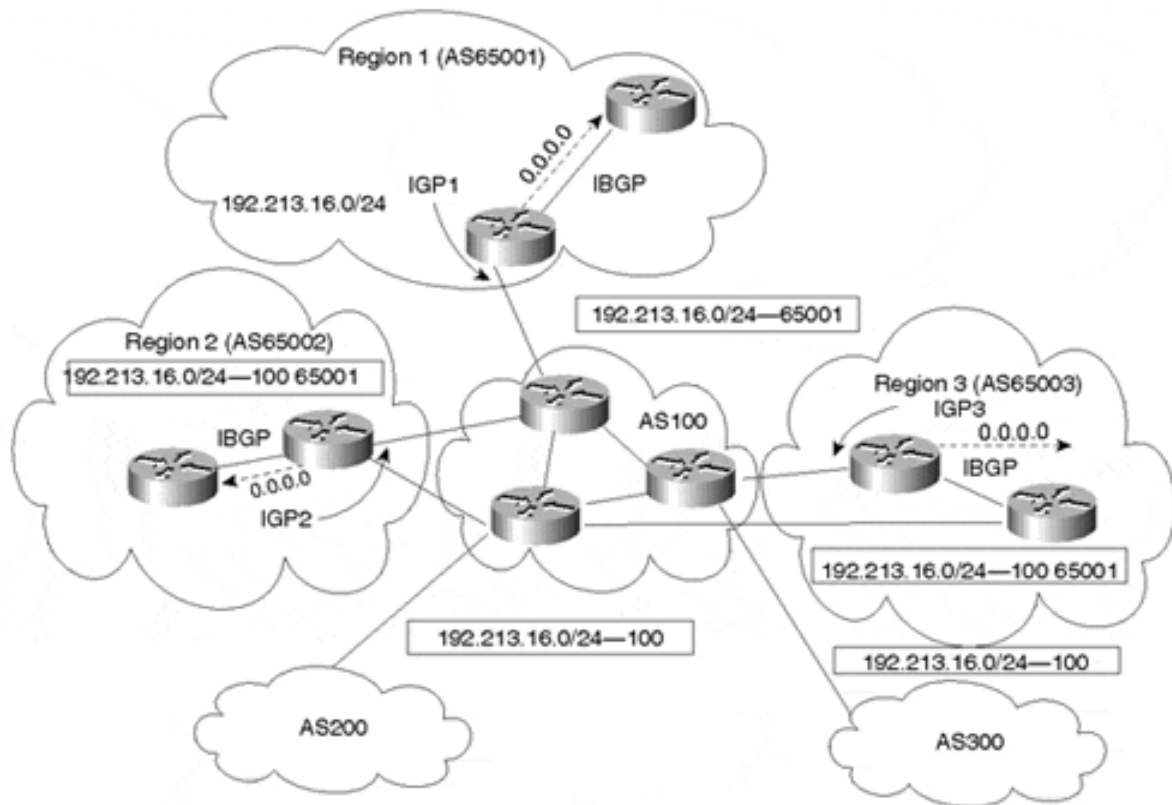 Region 1 (AS65001)
0.0.0.0
IGP1
IBGP
192.213.16.0/24
192.213.16.0/24—65001
Region 2 (AS65002)
192.213.16.0/24—100 65001
IBGP
0.0.0.0
IGP2
AS100
Region 3 (AS65003)
IGP3
0.0.0.0
IBGP
192.213.16.0/24—100 65001
192.213.16.0/24—100
192.213.16.0/24—100
AS200
AS300